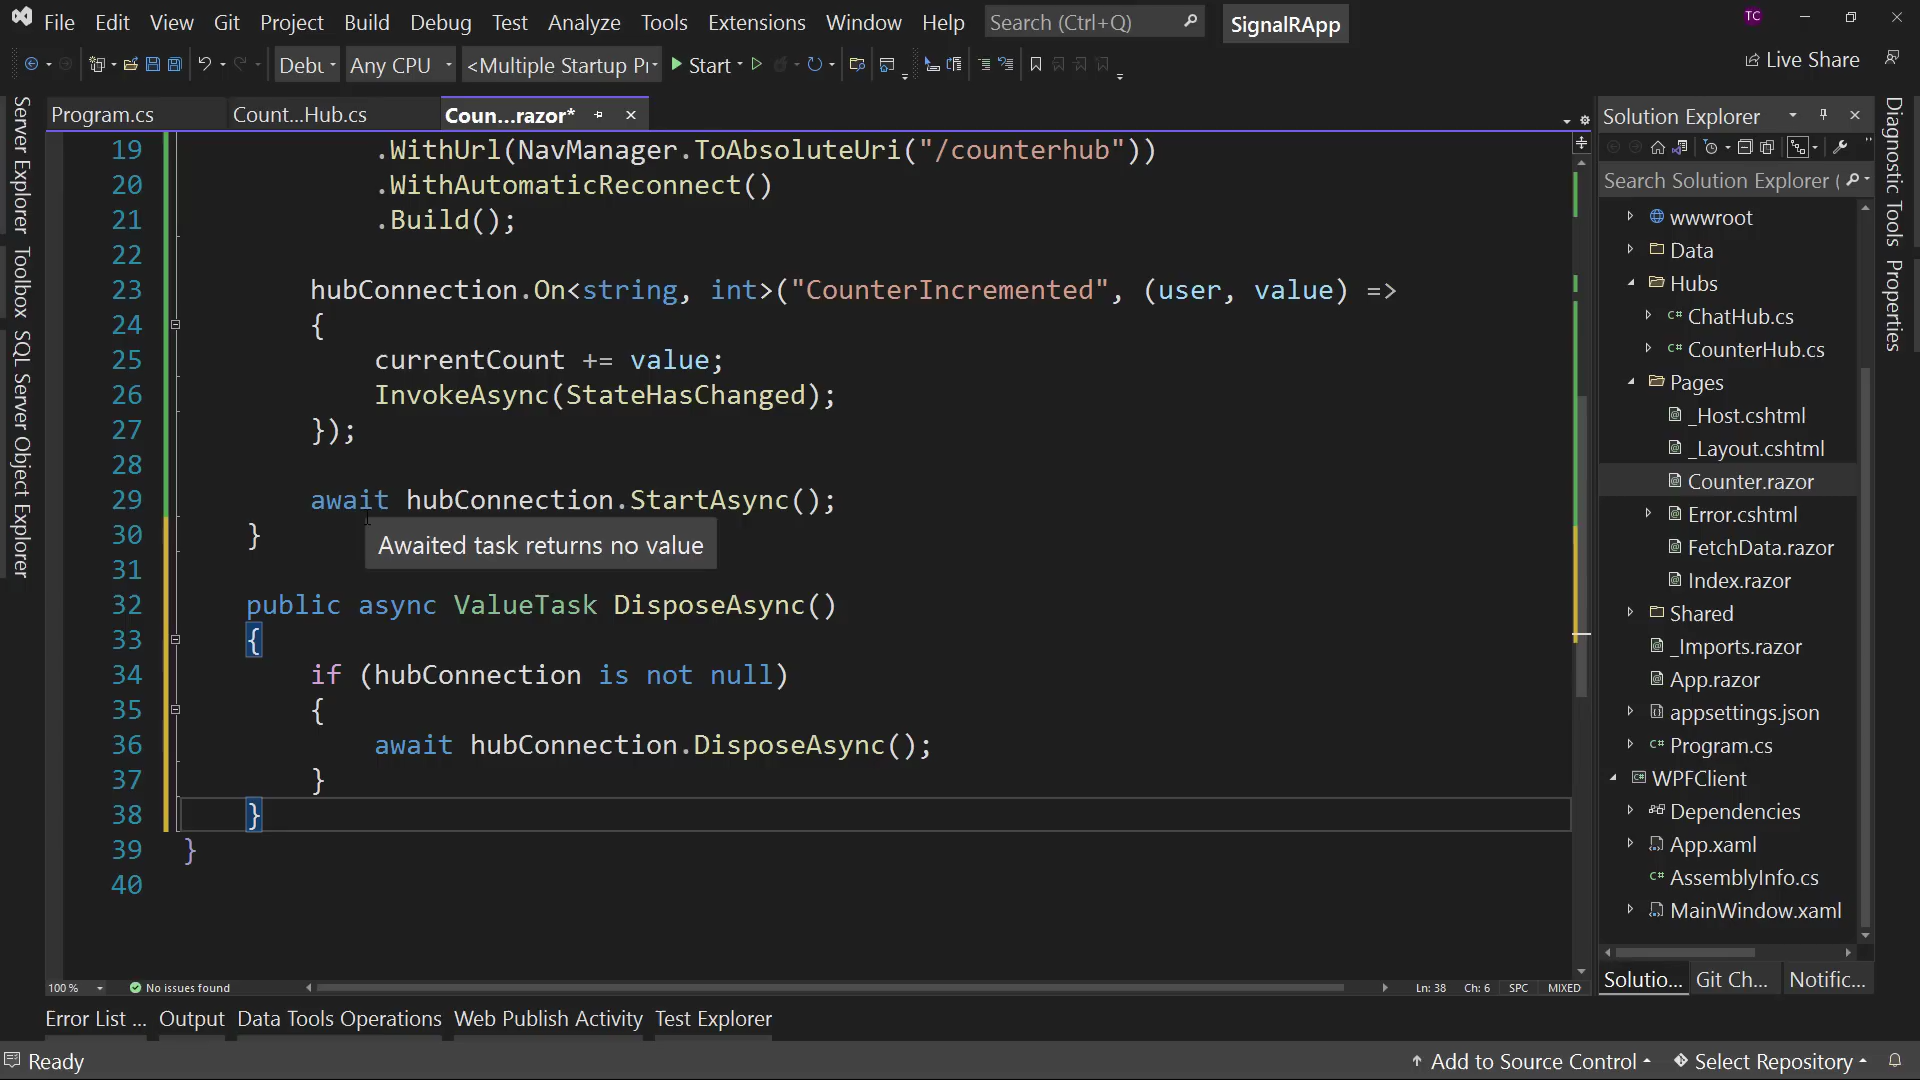 File Edit View Git Project Build Debug Test Analyze Tools Extensions Window Help Search (Ctrl+Q) SignalRApp TC
Debu Any CPU <Multiple Startup Pr Start Live Share
Server Explorer Toolbox SQL Server Object Explorer
Program.cs Count...Hub.cs Coun...razor*
19 .WithUrl(NavManager.ToAbsoluteUri("/counterhub"))
20 .WithAutomaticReconnect()
21 .Build();
22
23 hubConnection.On<string, int>("CounterIncremented", (user, value) =>
24 {
25 currentCount += value;
26 InvokeAsync(StateHasChanged);
27 });
28
29 await hubConnection.StartAsync();
30 }
Awaited task returns no value
31
32 public async ValueTask DisposeAsync()
33 {
34 if (hubConnection is not null)
35 {
36 await hubConnection.DisposeAsync();
37 }
38 }
39 }
40
100 % No issues found Ln: 38 Ch: 6 SPC MIXED
Solution Explorer
Search Solution Explorer (
wwwroot
Data
Hubs
C# ChatHub.cs
C# CounterHub.cs
Pages
_Host.cshtml
_Layout.cshtml
Counter.razor
Error.cshtml
FetchData.razor
Index.razor
Shared
_Imports.razor
App.razor
appsettings.json
C# Program.cs
C# WPFClient
Dependencies
App.xaml
C# AssemblyInfo.cs
MainWindow.xaml
Solutio... Git Ch... Notific...
Diagnostic Tools Properties
Error List ... Output Data Tools Operations Web Publish Activity Test Explorer
Ready Add to Source Control Select Repository